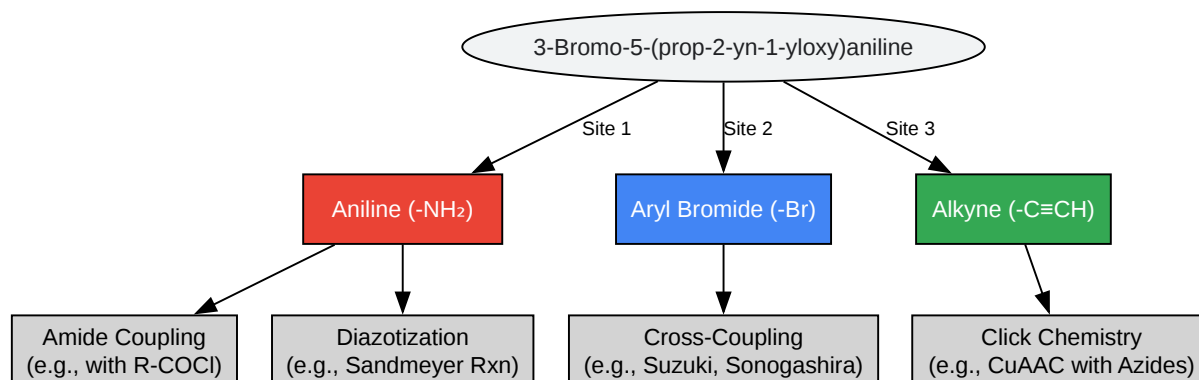 3-Bromo-5-(prop-2-yn-1-yloxy)aniline
Site 1
Site 2
Site 3
Aniline (-NH₂)
Aryl Bromide (-Br)
Alkyne (-C≡CH)
Amide Coupling
(e.g., with R-COCl)
Diazotization
(e.g., Sandmeyer Rxn)
Cross-Coupling
(e.g., Suzuki, Sonogashira)
Click Chemistry
(e.g., CuAAC with Azides)